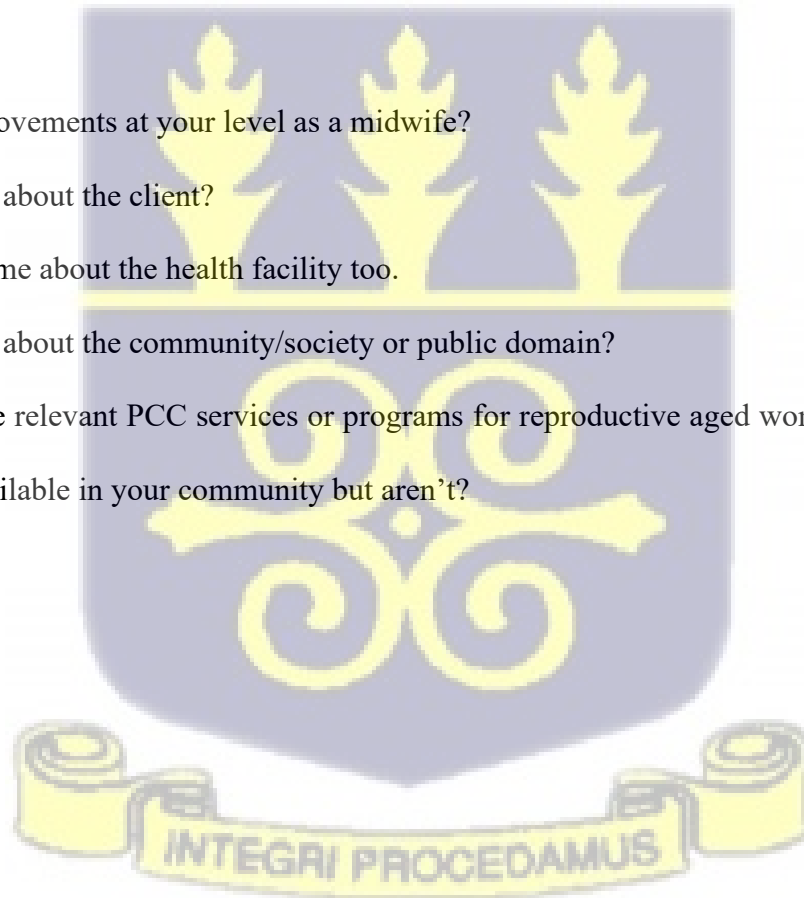 ovements at your level as a midwife?
about the client?
me about the health facility too.
about the community/society or public domain?
e relevant PCC services or programs for reproductive aged wor
ilable in your community but aren't?
INTEGRI PROCEDAMUS